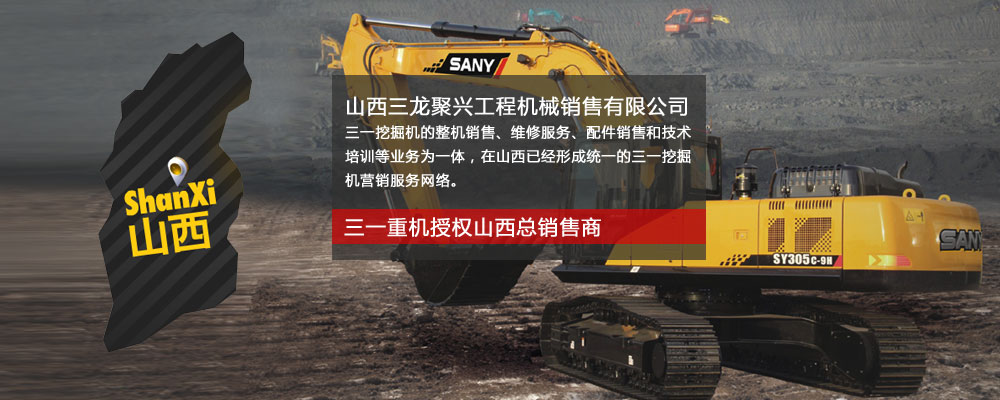 SANY
山西三龙聚兴工程机械销售有限公司
三一挖掘机的整机销售、维修服务、配件销售和技术
培训等业务为一体，在山西已经形成统一的三一挖掘
机营销服务网络。
ShanXi
山西
三一重机授权山西总销售商
SANY
SY305C-9H